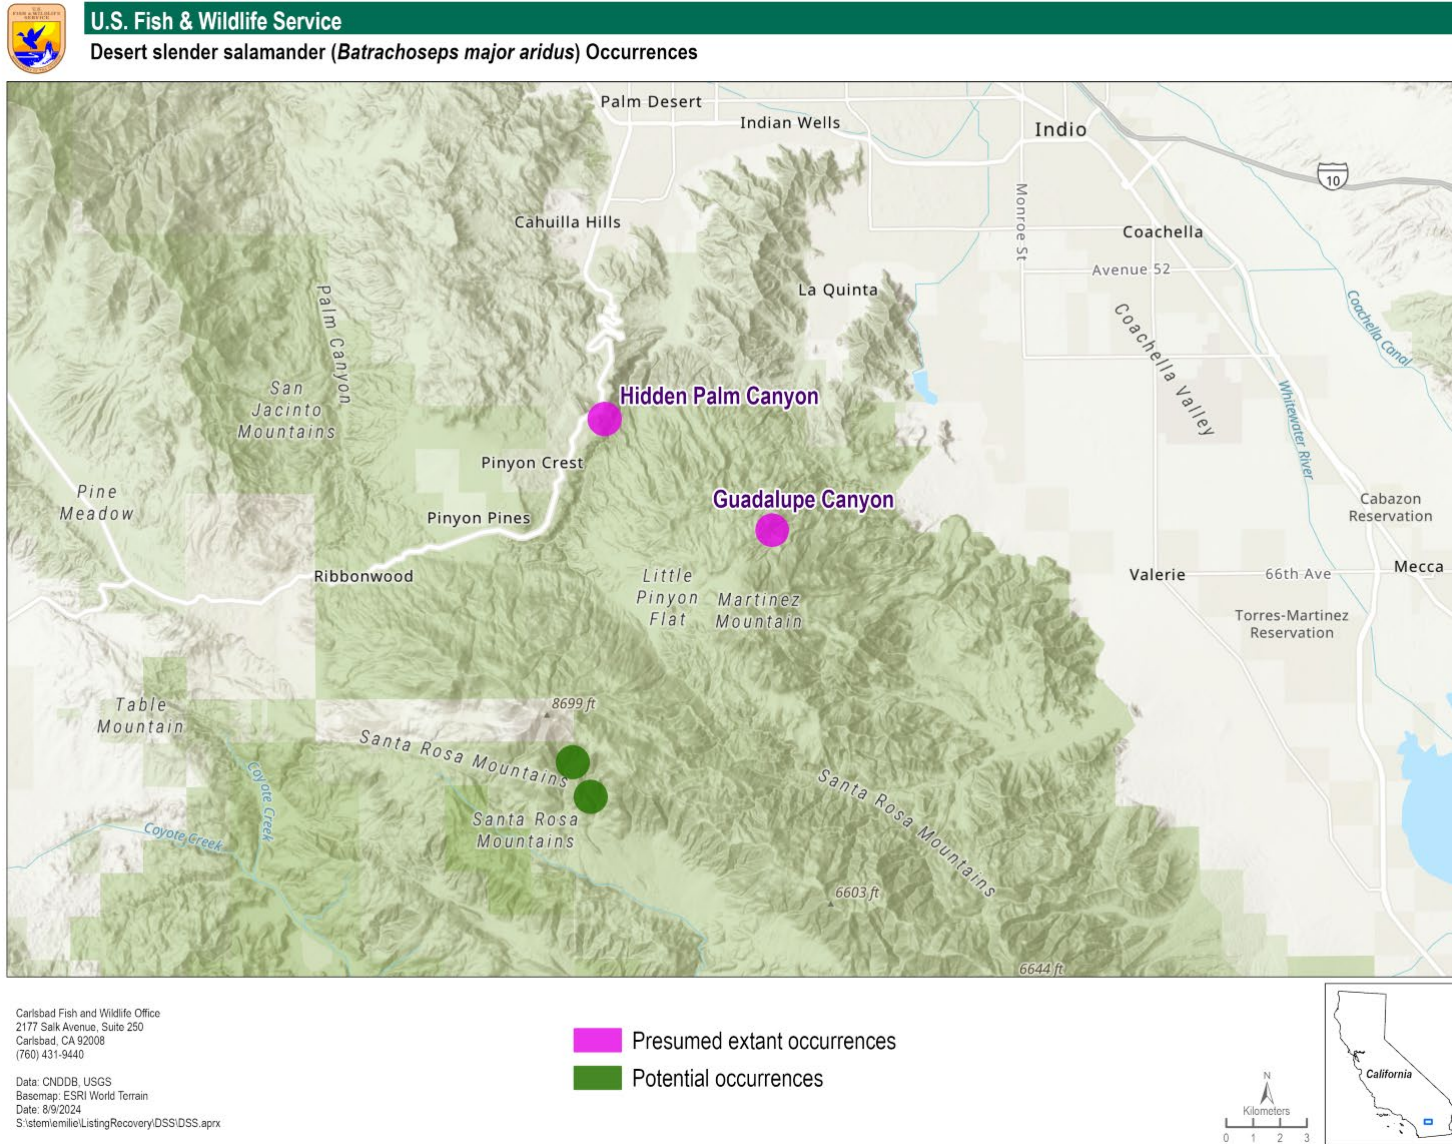 U.S.
FISH & WILDLIFE
SERVICE
U.S. Fish & Wildlife Service
Desert slender salamander (Batrachoseps major aridus) Occurrences
Palm Desert
Indian Wells
Indio
10
Cahuilla Hills
Monroe St
Coachella
Avenue 52
La Quinta
Palm Canyon
Coachella Canal
Coachella Valley
San
Jacinto
Mountains
Hidden Palm Canyon
Whitewater River
Pinyon Crest
Pine
Meadow
Guadalupe Canyon
Cabazon
Reservation
Pinyon Pines
Ribbonwood
Little
Pinyon
Flat
Martinez
Mountain
Valerie
66th Ave
Mecca
Torres-Martinez
Reservation
Table
Mountain
8699 ft
Santa Rosa Mountains
Santa Rosa Mountains
Coyote Creek
Coyote Creek
Santa Rosa
Mountains
6603 ft
6644 ft
Carlsbad Fish and Wildlife Office
2177 Salk Avenue, Suite 250
Carlsbad, CA 92008
(760) 431-9440
Data: CNDDB, USGS
Basemap: ESRI World Terrain
Date: 8/9/2024
S:\stem\emilie\ListingRecovery\DSS\DSS.aprx
Presumed extant occurrences
Potential occurrences
N
Kilometers
0 1 2 3
California